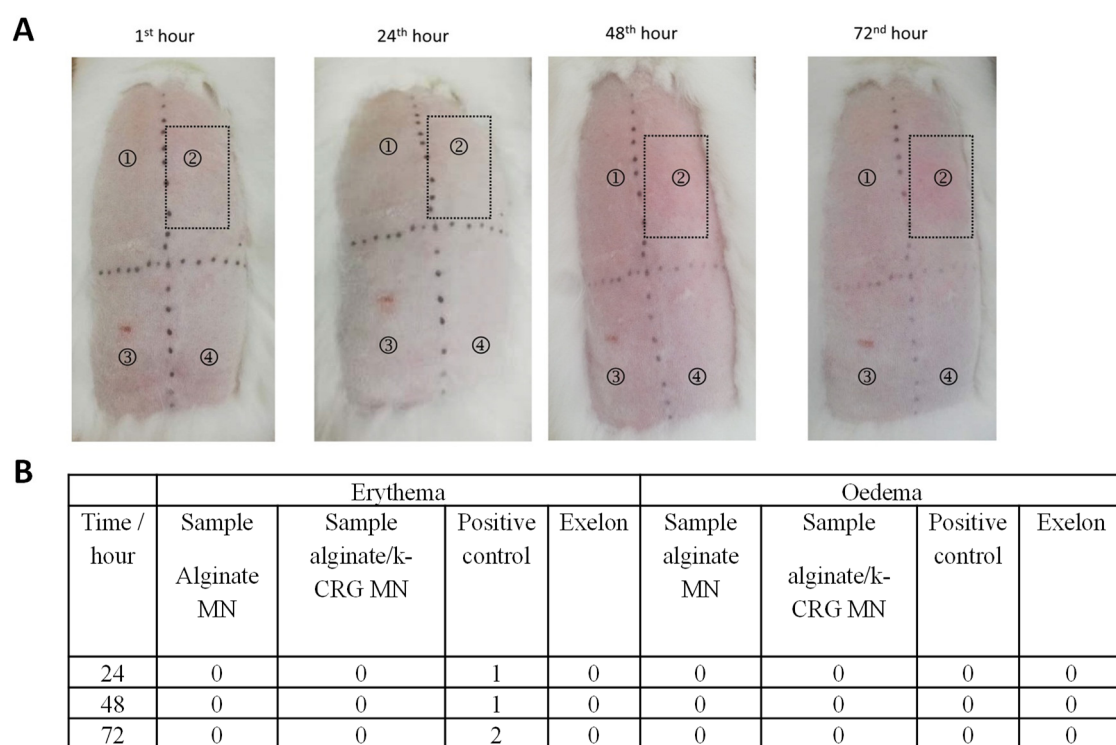 A
1st hour
24th hour
48th hour
72nd hour
① ② ① ② ① ② ① ②
③ ④ ③ ④ ③ ④ ③ ④
B
Erythema Oedema
Time / Sample Sample Positive Exelon Sample Sample Positive Exelon
hour alginate/k- control alginate control
Alginate CRG MN MN alginate/k-
MN CRG MN
24 0 0 1 0 0 0 0 0
48 0 0 1 0 0 0 0 0
72 0 0 2 0 0 0 0 0